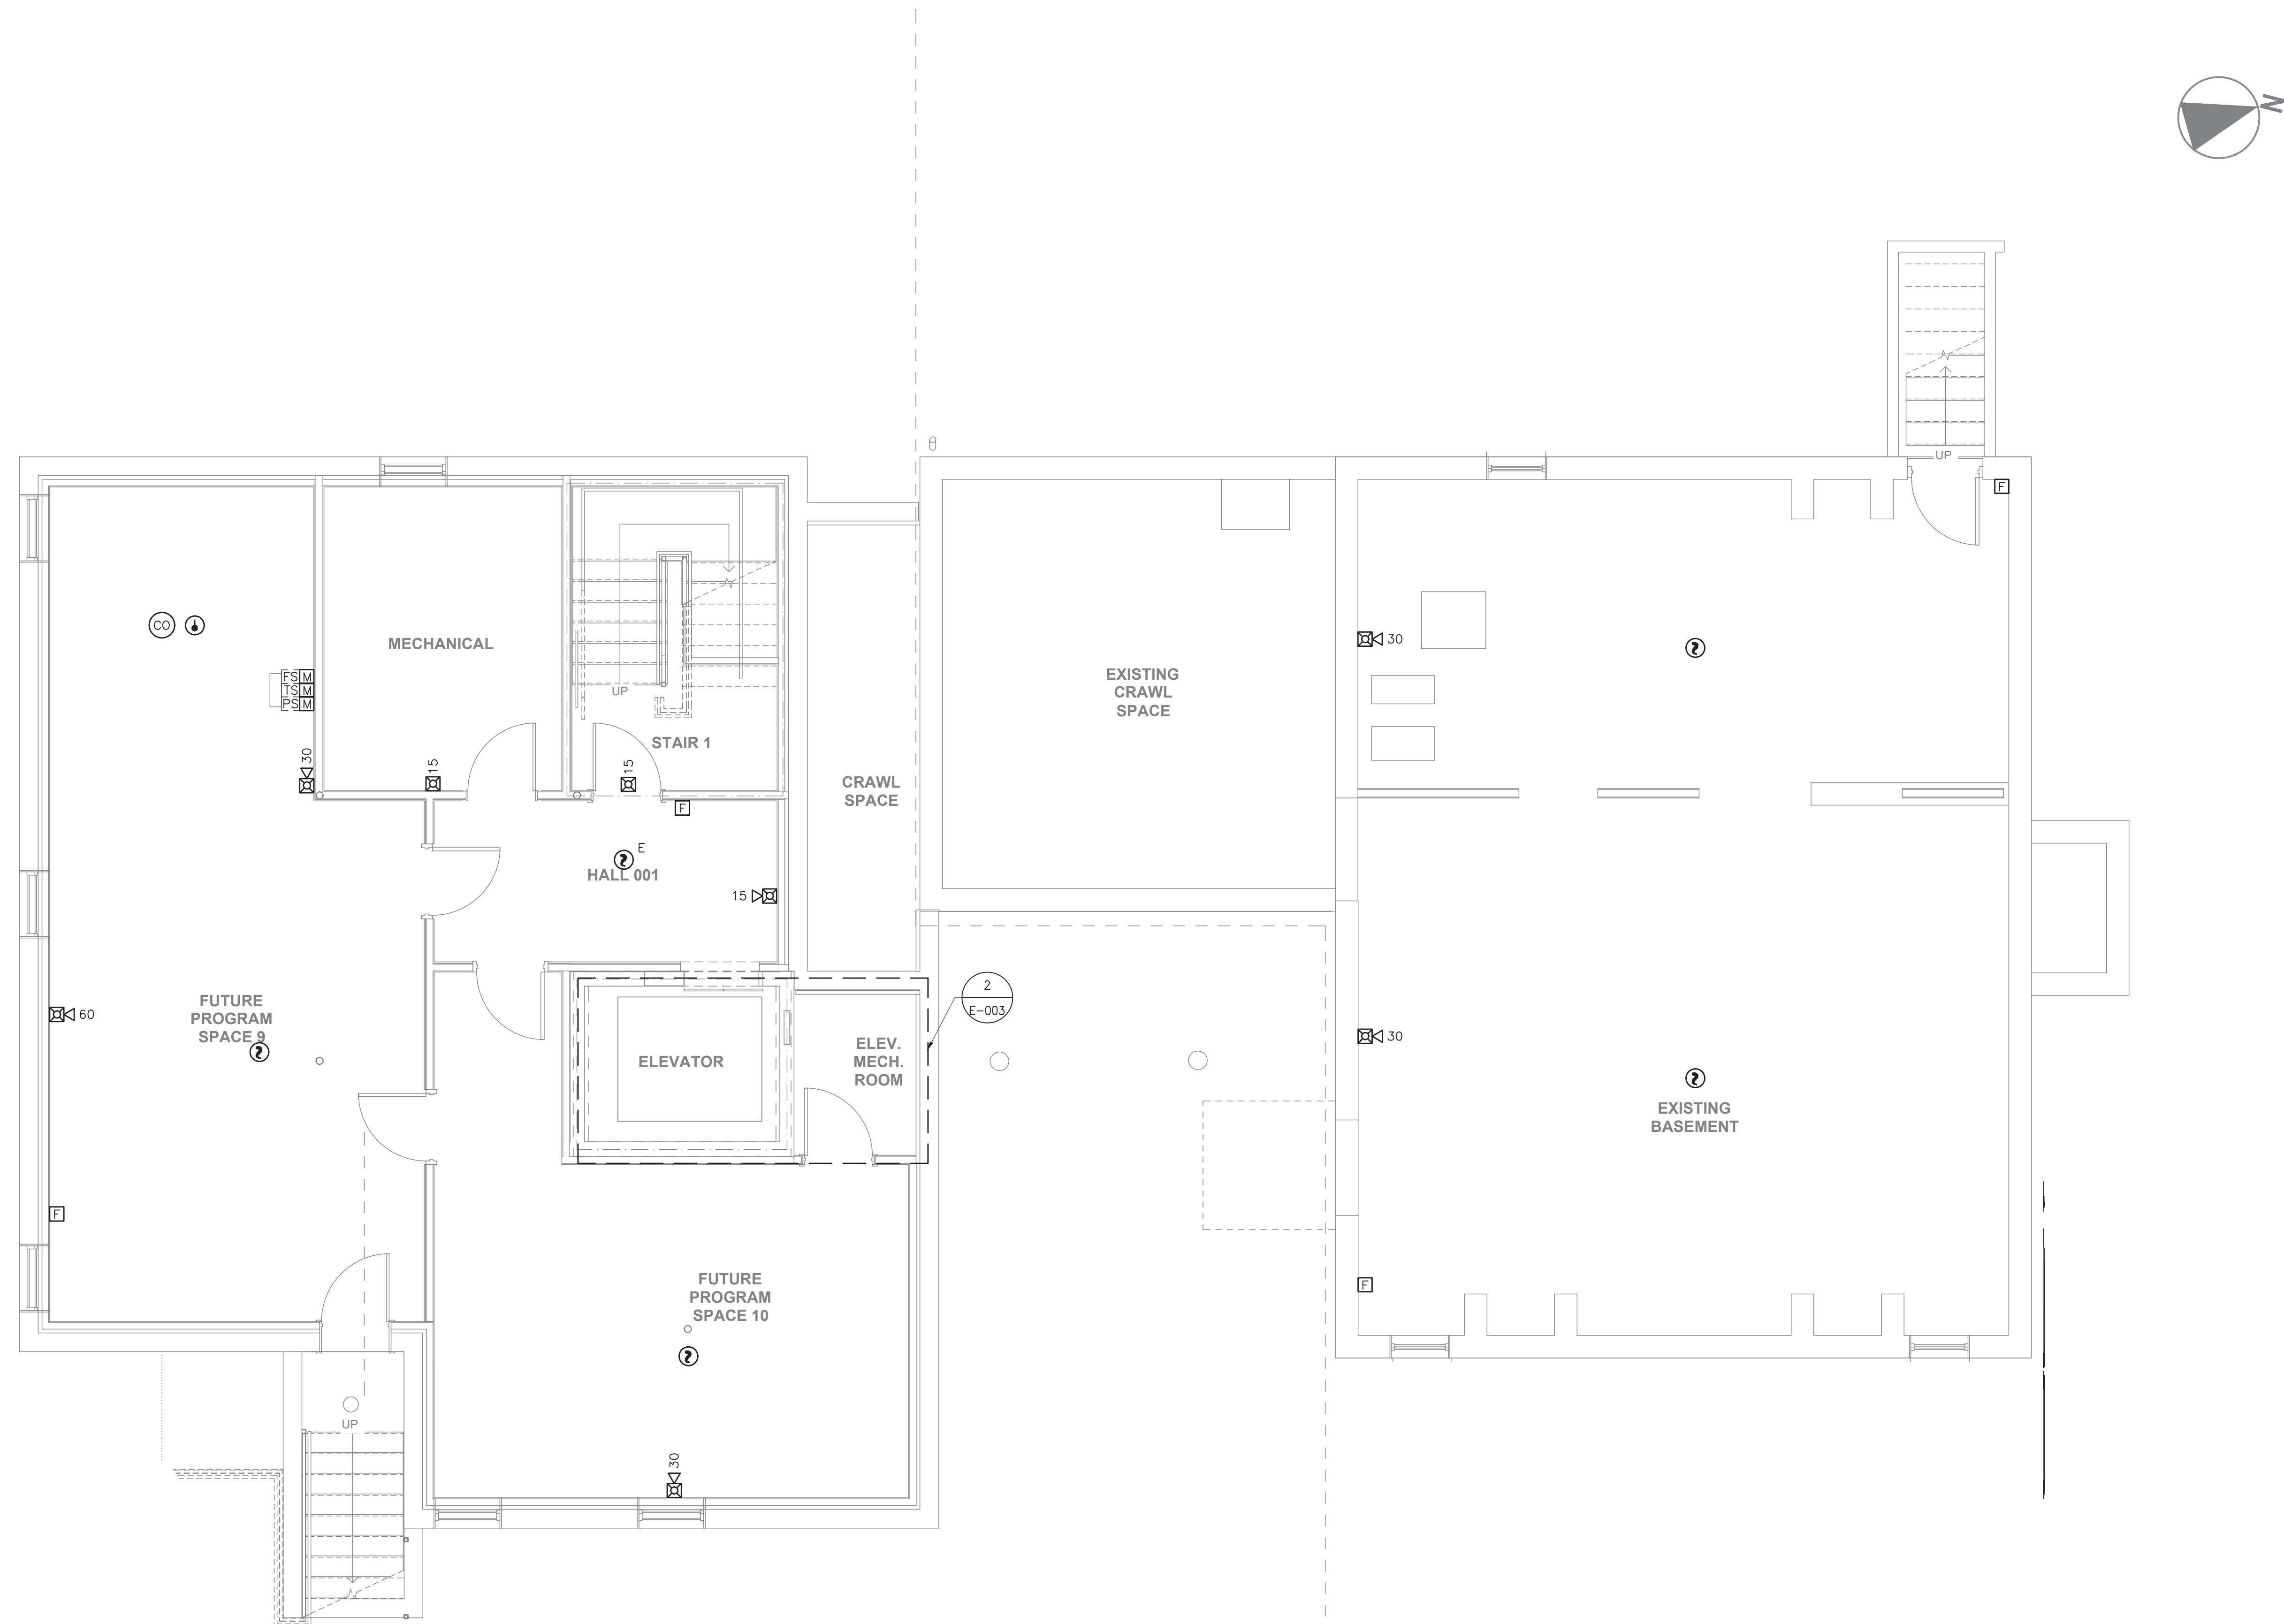 N
UP
F
CO
MECHANICAL
30
FS M
TS M
PS M
UP
EXISTING
CRAWL
SPACE
STAIR 1
30
15
15
CRAWL
SPACE
F
E
HALL 001
15
2
E-003
FUTURE
PROGRAM
SPACE 9
60
ELEVATOR
ELEV.
MECH.
ROOM
30
EXISTING
BASEMENT
F
F
FUTURE
PROGRAM
SPACE 10
UP
30